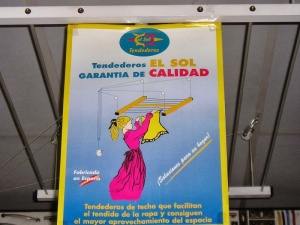 El Sol
Tendederos
Tendederos EL SOL
GARANTIA DE CALIDAD
¡Soluciones para su hogar!
Fabricado
en España
Tendederos de techo que facilitan
el tendido de la ropa y consiguen
el mayor aprovechamiento del espacio